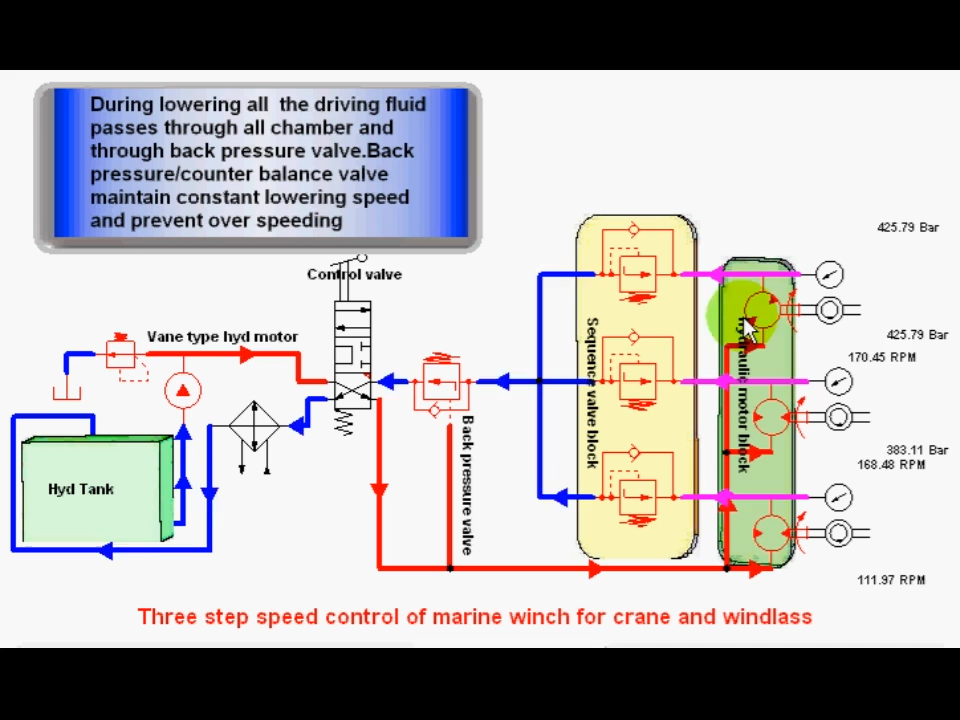 During lowering all  the driving fluid
passes through all chamber and
through back pressure valve.Back
pressure/counter balance valve
maintain constant lowering speed
and prevent over speeding
Control valve
Vane type hyd motor
Hyd Tank
Back pressure valve
Sequence valve block
Hydraulic motor block
425.79 Bar
425.79 Bar
170.45 RPM
383.11 Bar
168.48 RPM
111.97 RPM
Three step speed control of marine winch for crane and windlass